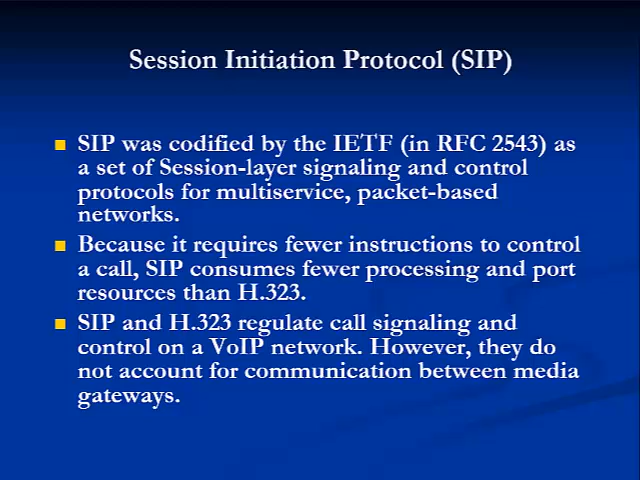 Session Initiation Protocol (SIP)
SIP was codified by the IETF (in RFC 2543) as
a set of Session-layer signaling and control
protocols for multiservice, packet-based
networks.
Because it requires fewer instructions to control
a call, SIP consumes fewer processing and port
resources than H.323.
SIP and H.323 regulate call signaling and
control on a VoIP network. However, they do
not account for communication between media
gateways.